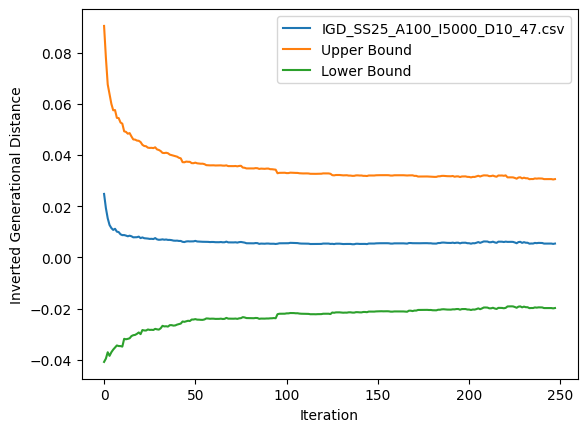 IGD_SS25_A100_I5000_D10_47.csv
Upper Bound
Lower Bound
Inverted Generational Distance
0.08
0.06
0.04
0.02
0.00
−0.02
−0.04
0 50 100 150 200 250
Iteration